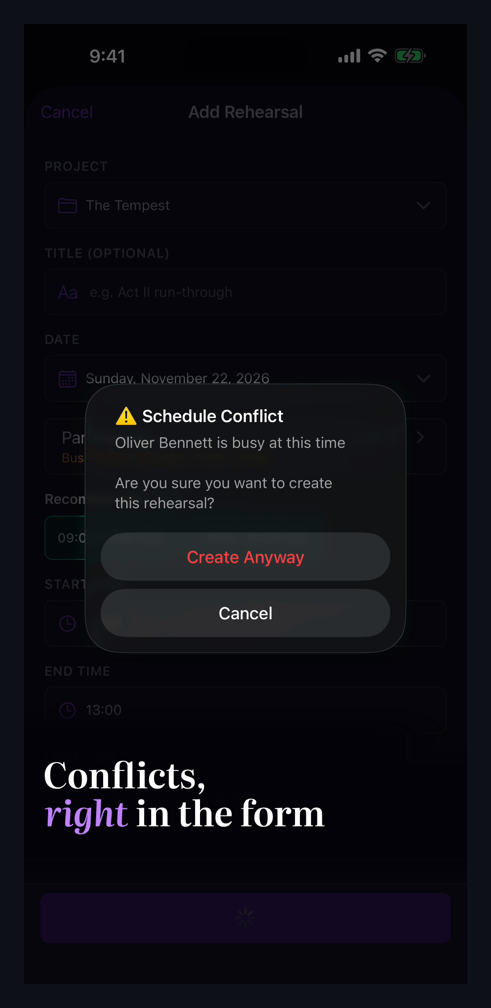 9:41
Cancel
Add Rehearsal
PROJECT
The Tempest
TITLE (OPTIONAL)
Aa e.g. Act II run-through
DATE
Sunday, November 22, 2026
⚠️ Schedule Conflict
Oliver Bennett is busy at this time
Are you sure you want to create
this rehearsal?
Create Anyway
Cancel
END TIME
13:00
Conflicts,
right in the form